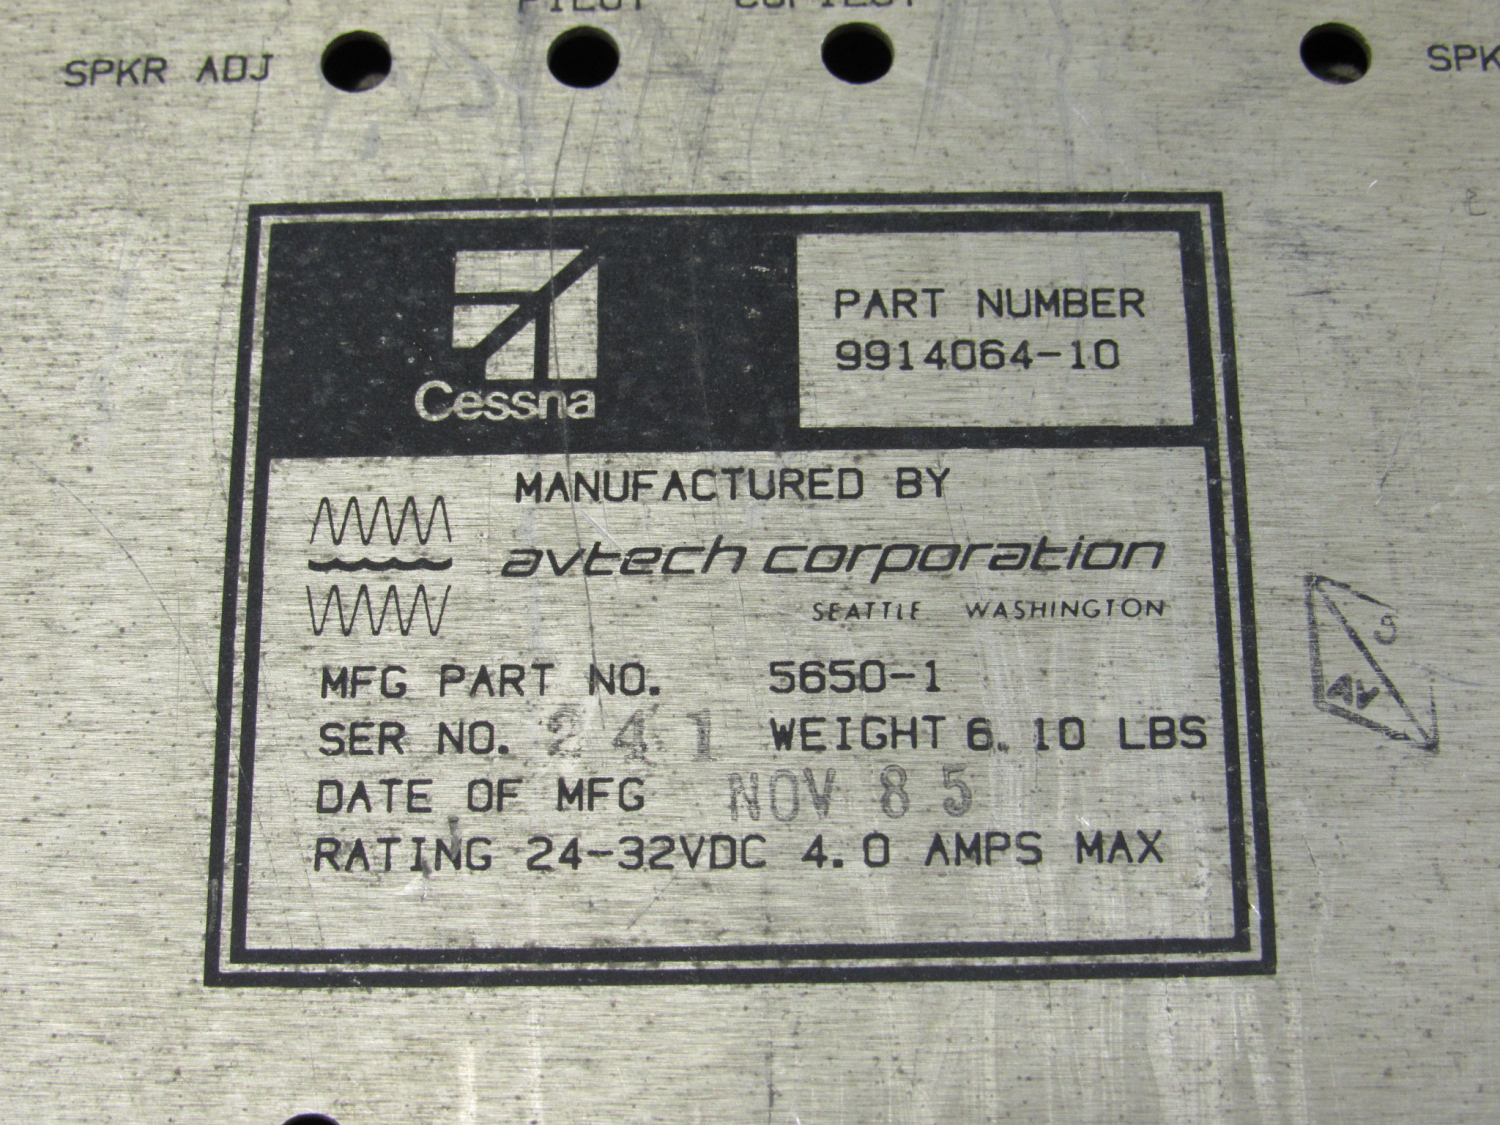 PILOT COPILOT
SPKR ADJ
SPK
Cessna
PART NUMBER
9914064-10
MANUFACTURED BY
avtech corporation
SEATTLE WASHINGTON
MFG PART NO. 5650-1
SER NO. 241 WEIGHT 6.10 LBS
DATE OF MFG NOV 85
RATING 24-32VDC 4.0 AMPS MAX
AV